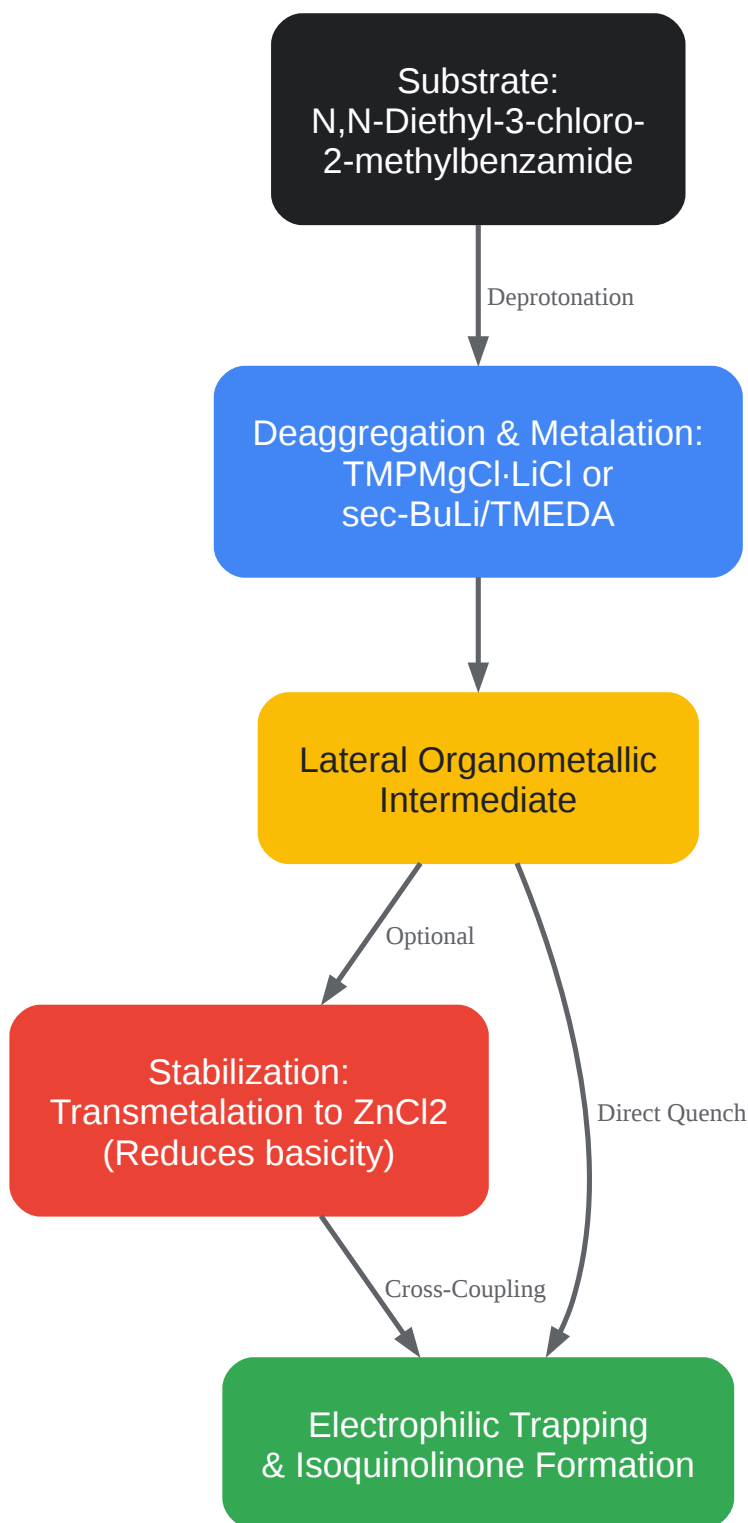 Substrate:
N,N-Diethyl-3-chloro-
2-methylbenzamide
Deprotonation
Deaggregation & Metalation:
TMPMgCl·LiCl or
sec-BuLi/TMEDA
Lateral Organometallic
Intermediate
Optional
Stabilization:
Transmetalation to ZnCl2
(Reduces basicity)
Direct Quench
Cross-Coupling
Electrophilic Trapping
& Isoquinolinone Formation